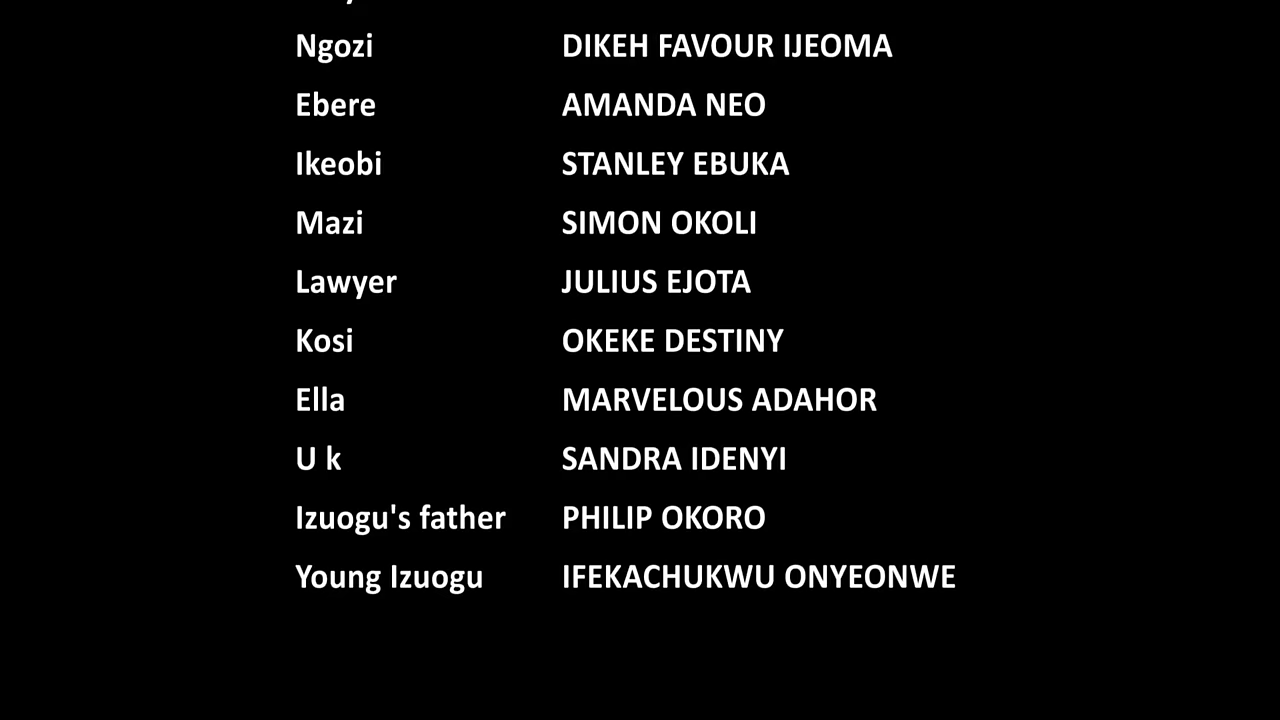 Ngozi DIKEH FAVOUR IJEOMA
Ebere AMANDA NEO
Ikeobi STANLEY EBUKA
Mazi SIMON OKOLI
Lawyer JULIUS EJOTA
Kosi OKEKE DESTINY
Ella MARVELOUS ADAHOR
U k SANDRA IDENYI
Izuogu's father PHILIP OKORO
Young Izuogu IFEKACHUKWU ONYEONWE